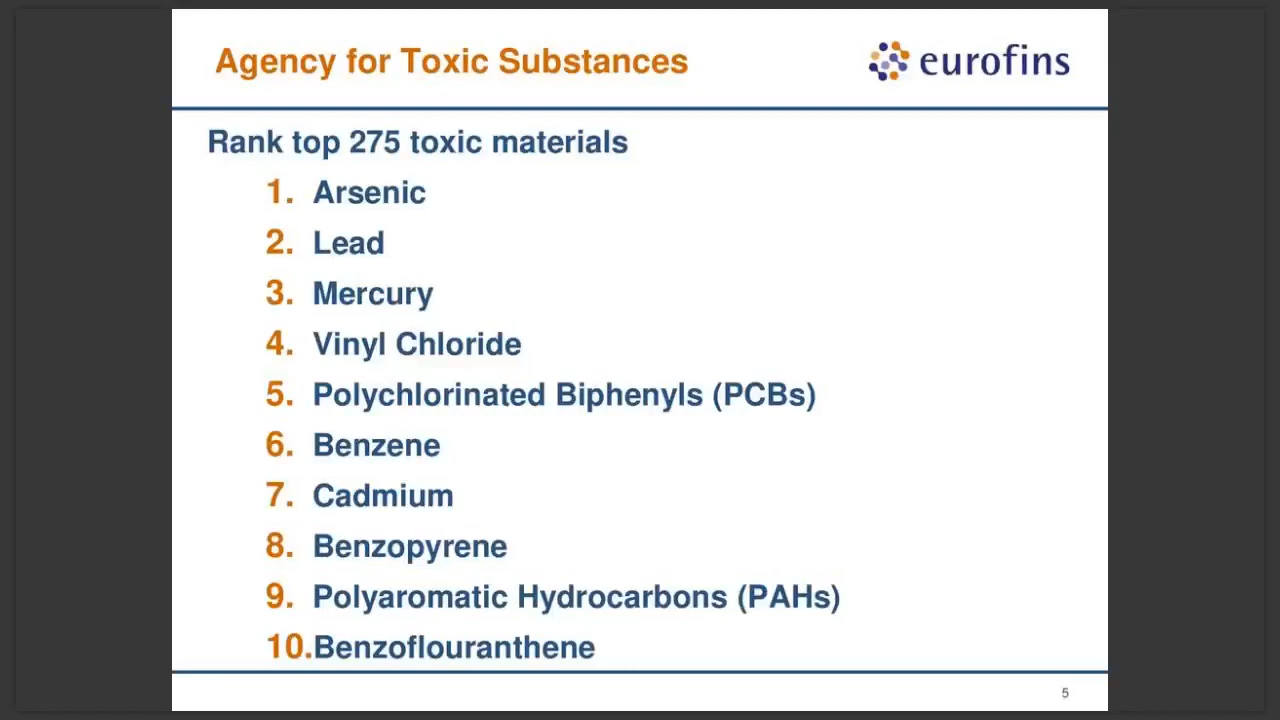 Agency for Toxic Substances
eurofins
Rank top 275 toxic materials
1. Arsenic
2. Lead
3. Mercury
4. Vinyl Chloride
5. Polychlorinated Biphenyls (PCBs)
6. Benzene
7. Cadmium
8. Benzopyrene
9. Polyaromatic Hydrocarbons (PAHs)
10.Benzoflouranthene
5